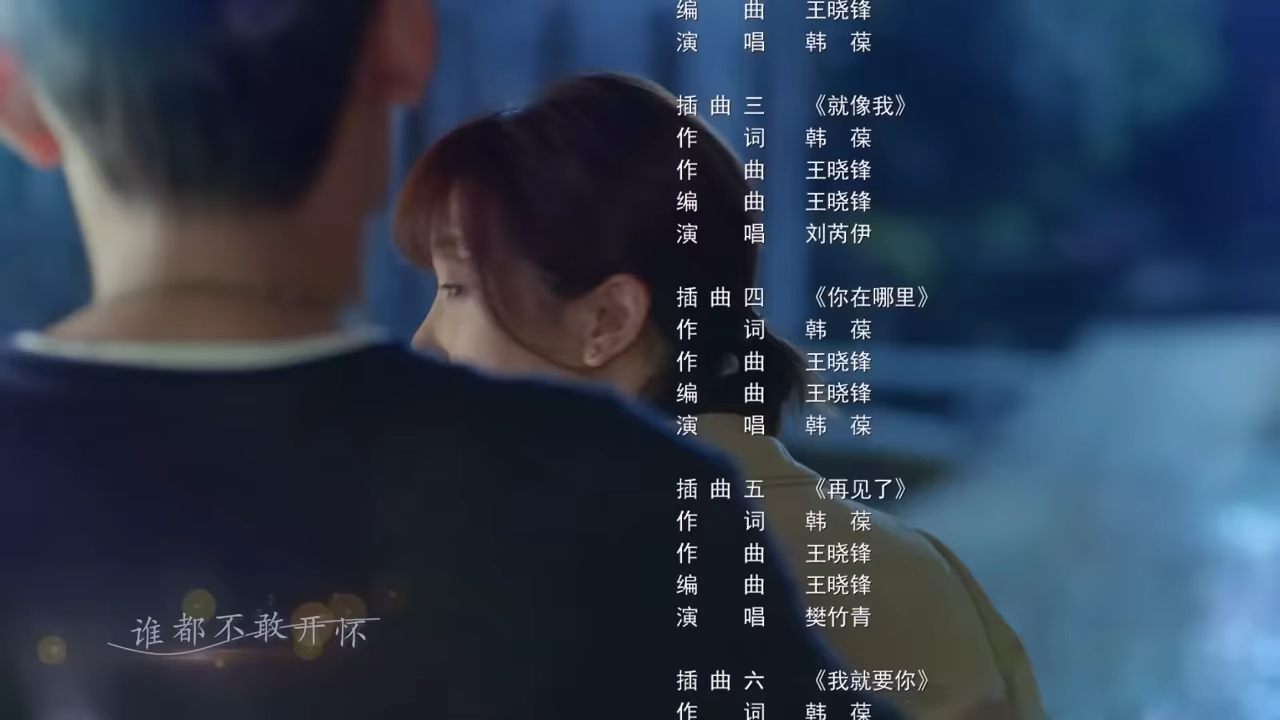 编 曲 王晓锋
演 唱 韩 葆
插 曲 三 《就像我》
作 词 韩 葆
作 曲 王晓锋
编 曲 王晓锋
演 唱 刘芮伊
插 曲 四 《你在哪里》
作 词 韩 葆
作 曲 王晓锋
编 曲 王晓锋
演 唱 韩 葆
插 曲 五 《再见了》
作 词 韩 葆
作 曲 王晓锋
编 曲 王晓锋
演 唱 樊竹青
谁都不敢开怀
插 曲 六 《我就要你》
作 词 韩 葆